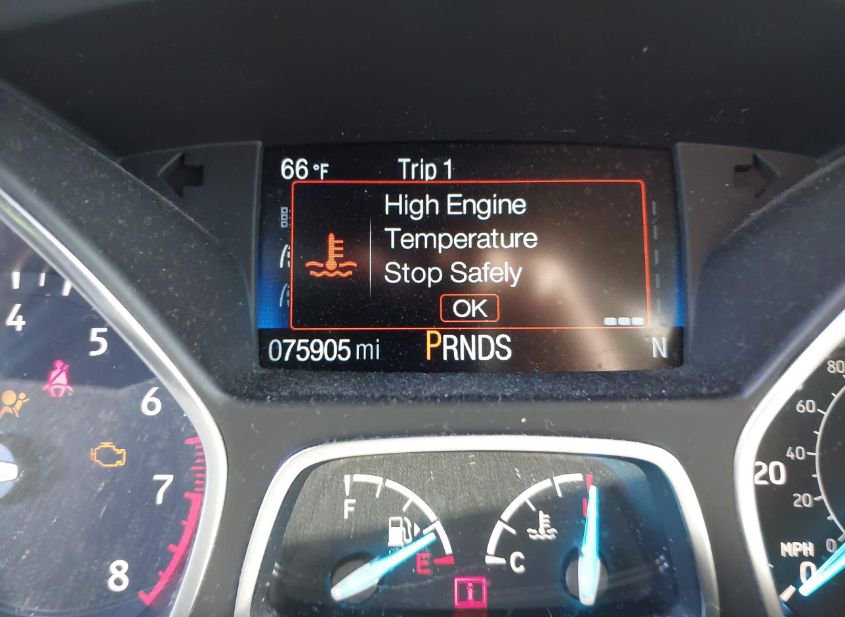 66 °F Trip 1
High Engine
Temperature
Stop Safely
OK
075905 mi PRNDS N
4
5
6
7
8
F
E
C
i
80
60
40
20
20
MPH 0
0